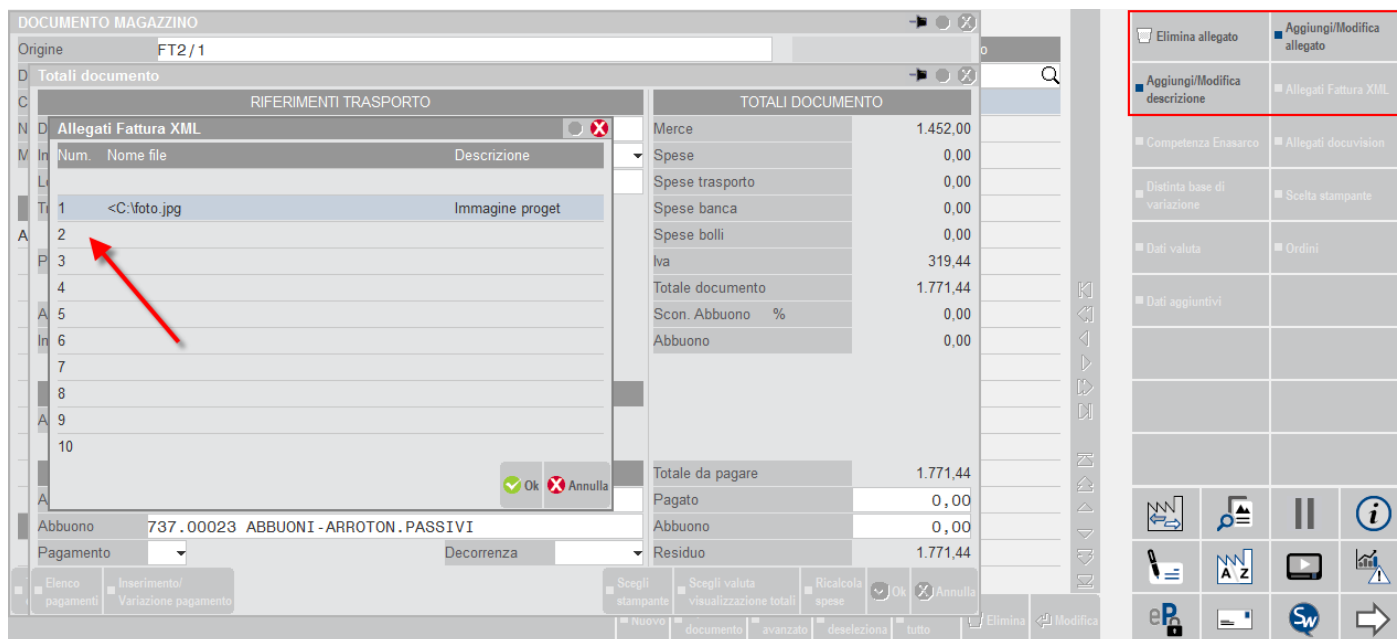 DOCUMENTO MAGAZZINO
Origine FT2/1
Totali documento
RIFERIMENTI TRASPORTO TOTALI DOCUMENTO
Allegati Fattura XML
Num. Nome file Descrizione
1 <C:\foto.jpg Immagine proget
2
3
4
5
6
7
8
9
10
Ok Annulla
Merce 1.452,00
Spese 0,00
Spese trasporto 0,00
Spese banca 0,00
Spese bolli 0,00
Iva 319,44
Totale documento 1.771,44
Scon. Abbuono % 0,00
Abbuono 0,00
Totale da pagare 1.771,44
Pagato 0,00
Abbuono 737.00023 ABBUONI-ARROTON.PASSIVI Abbuono 0,00
Pagamento Decorrenza Residuo 1.771,44
Elenco pagamenti
Inserimento/
Variazione pagamento
Scegli stampante
Scegli valuta
visualizzazione totali
Ricalcola spese
Ok Annulla
Nuovo documento avanzato deseleziona tutto Elimina Modifica
Elimina allegato
Aggiungi/Modifica
allegato
Aggiungi/Modifica
descrizione
Allegati Fattura XML
Competenza Enasarco Allegati docuvision
Distinta base di
variazione
Scelta stampante
Dati valuta Ordini
Dati aggiuntivi
A Z
eP
Sw